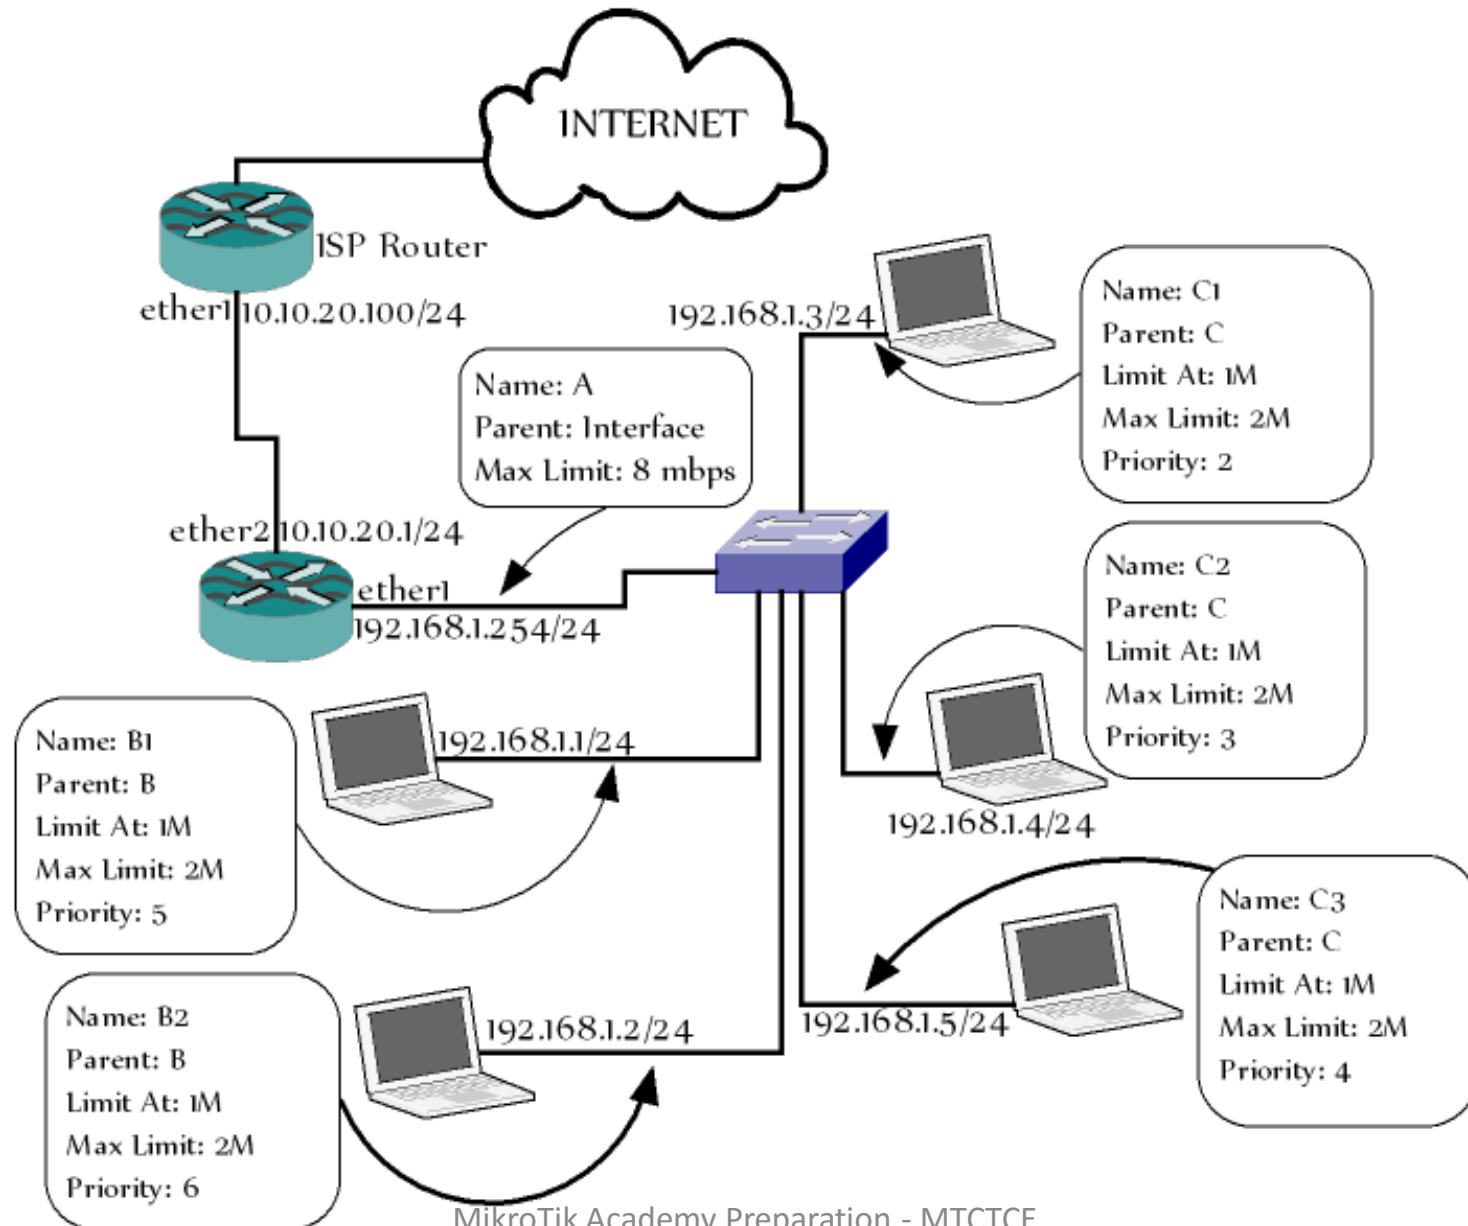 INTERNET
ISP Router
ether1 10.10.20.100/24
192.168.1.3/24
Name: C1
Parent: C
Limit At: 1M
Max Limit: 2M
Priority: 2
Name: A
Parent: Interface
Max Limit: 8 mbps
ether2 10.10.20.1/24
ether1
192.168.1.254/24
Name: C2
Parent: C
Limit At: 1M
Max Limit: 2M
Priority: 3
Name: B1
Parent: B
Limit At: 1M
Max Limit: 2M
Priority: 5
192.168.1.1/24
192.168.1.4/24
Name: C3
Parent: C
Limit At: 1M
Max Limit: 2M
Priority: 4
Name: B2
Parent: B
Limit At: 1M
Max Limit: 2M
Priority: 6
192.168.1.2/24
192.168.1.5/24
MikroTik Academy Preparation - MTCTCE